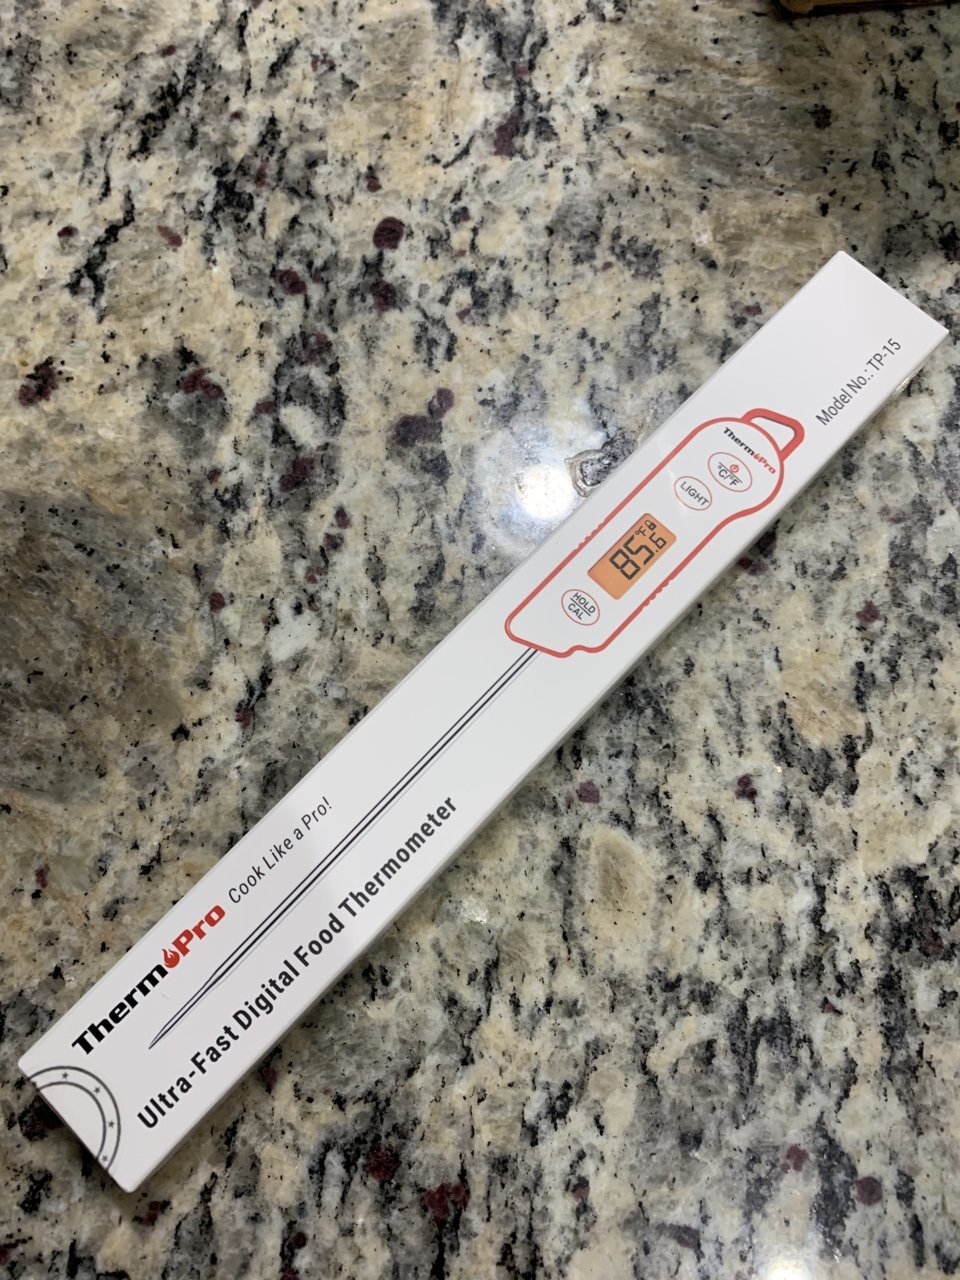 ThermoPro Cook Like a Pro!
Ultra-Fast Digital Food Thermometer
HOLD
CAL
85.6 °F
LIGHT
°C/°F
ThermoPro
Model No.: TP-15